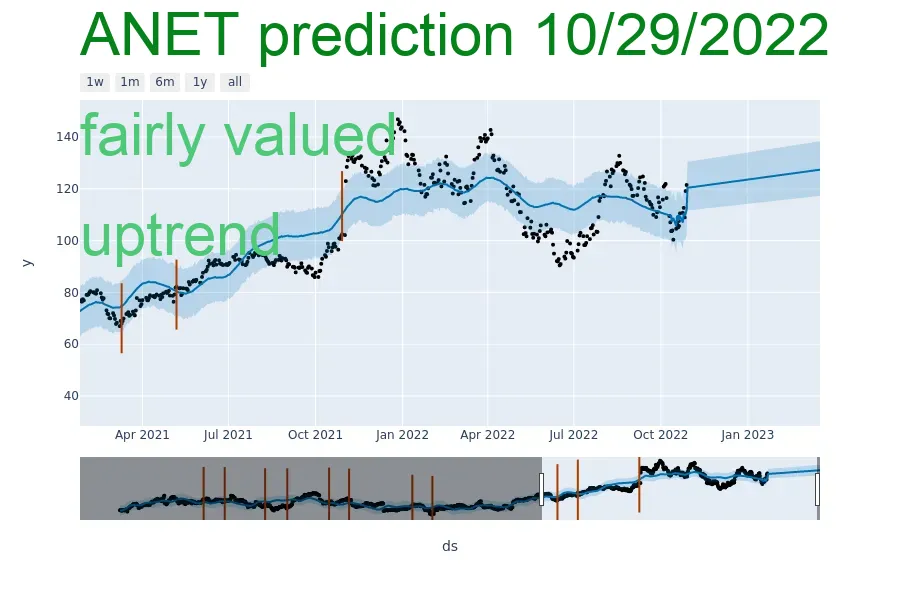 ANET prediction 10/29/2022
1w 1m 6m 1y all
fairly valued
uptrend
140
120
100
80
60
40
y
Apr 2021 Jul 2021 Oct 2021 Jan 2022 Apr 2022 Jul 2022 Oct 2022 Jan 2023
ds